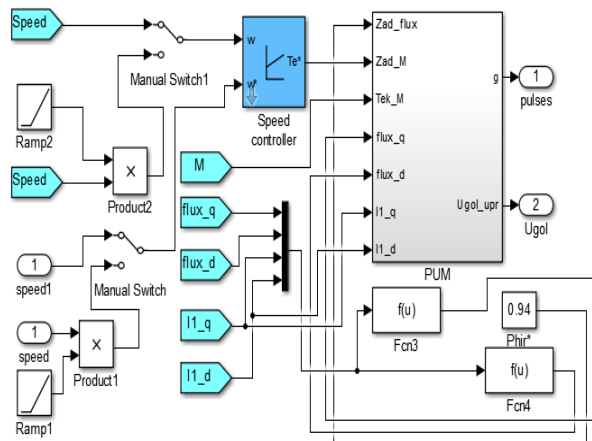 Speed
Manual Switch1
w
w*
Te*
Speed
controller
Zad_flux
Zad_M
Tek_M
flux_q
flux_d
I1_q
I1_d
g
Ugol_upr
PUM
1
pulses
2
Ugol
Ramp2
Speed
×
Product2
M
flux_q
flux_d
I1_q
I1_d
1
speed1
Manual Switch
1
speed
×
Product1
Ramp1
f(u)
Fcn3
0.94
Phir*
f(u)
Fcn4